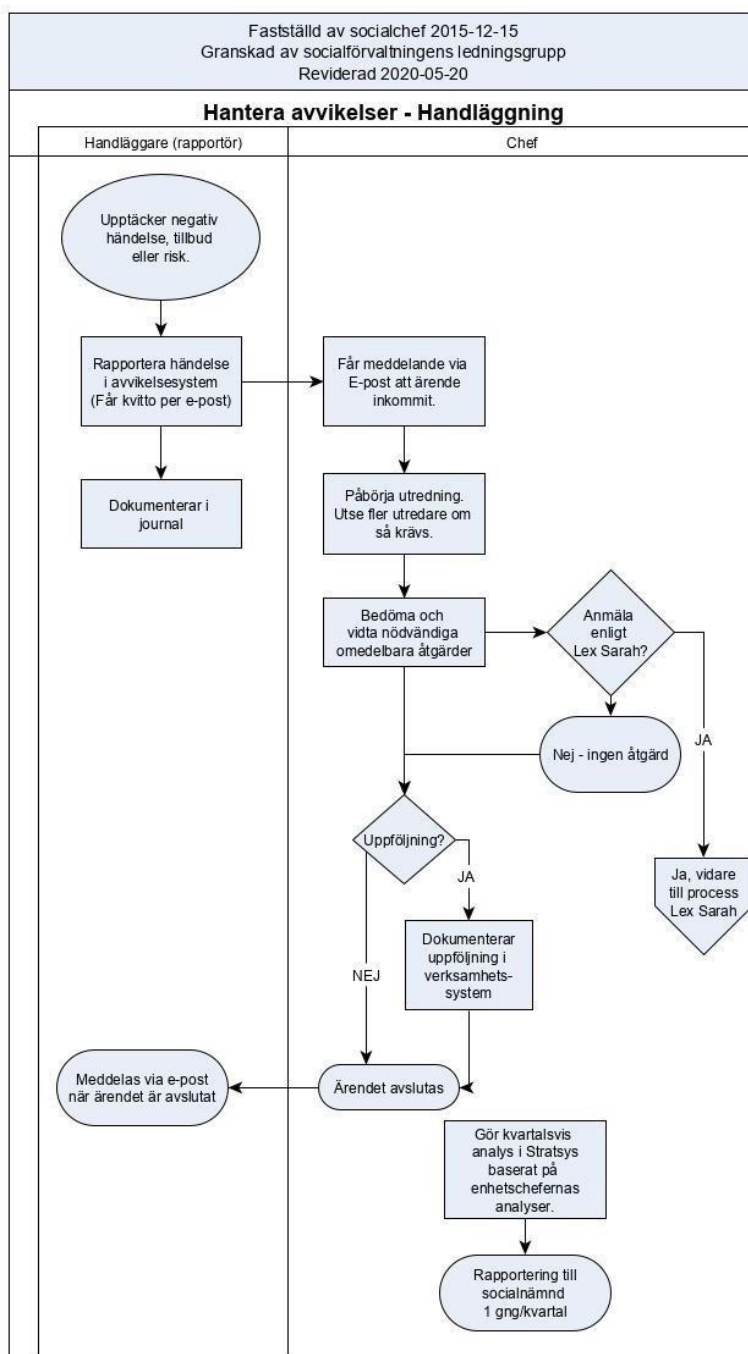 Fastställd av socialchef 2015-12-15
Granskad av socialförvaltningens ledningsgrupp
Reviderad 2020-05-20
Hantera avvikelser - Handläggning
Handläggare (rapportör)
Chef
Upptäcker negativ
händelse, tillbud
eller risk.
Rapportera händelse
i avvikelsesystem
(Får kvitto per e-post)
Får meddelande via
E-post att ärende
inkommit.
Dokumenterar i
journal
Påbörja utredning.
Utse fler utredare om
så krävs.
Bedöma och
vidta nödvändiga
omedelbara åtgärder
Anmäla
enligt
Lex Sarah?
JA
Nej - ingen åtgärd
Ja, vidare
till process
Lex Sarah
Uppföljning?
JA
NEJ
Dokumenterar
uppföljning i
verksamhets-
system
Ärendet avslutas
Meddelas via e-post
när ärendet är avslutat
Gör kvartalsvis
analys i Stratsys
baserat på
enhetschefernas
analyser.
Rapportering till
socialnämnd
1 gng/kvartal